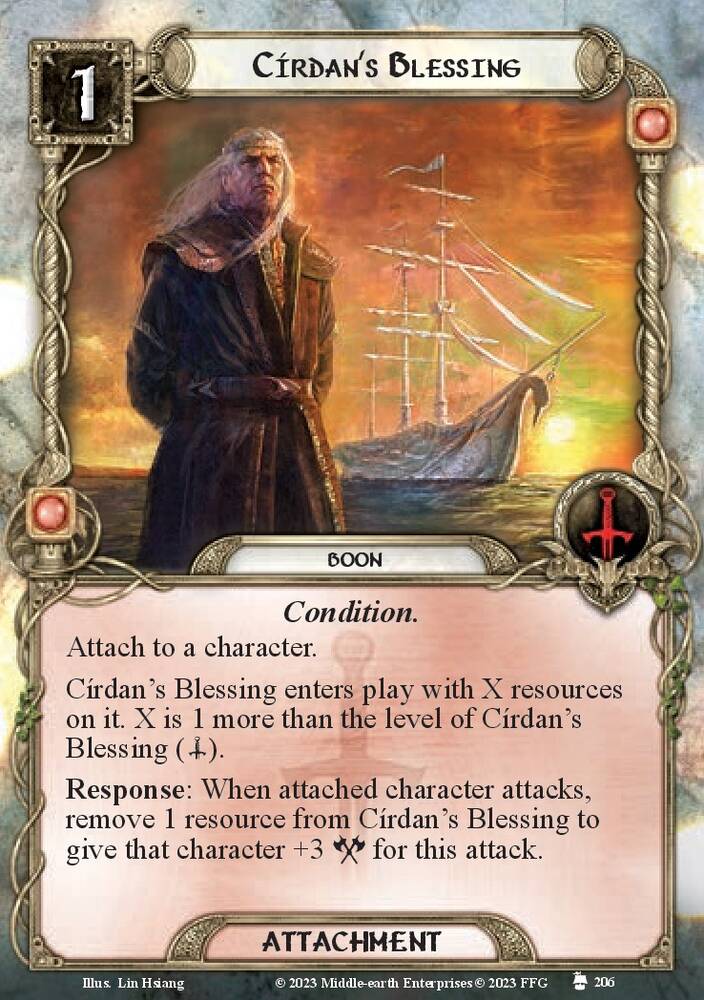 1
CÍRDAN'S BLESSING
BOON
Condition.
Attach to a character.
Círdan's Blessing enters play with X resources
on it. X is 1 more than the level of Círdan's
Blessing ( ).
Response: When attached character attacks,
remove 1 resource from Círdan's Blessing to
give that character +3 for this attack.
ATTACHMENT
Illus. Lin Hsiang © 2023 Middle-earth Enterprises © 2023 FFG 206